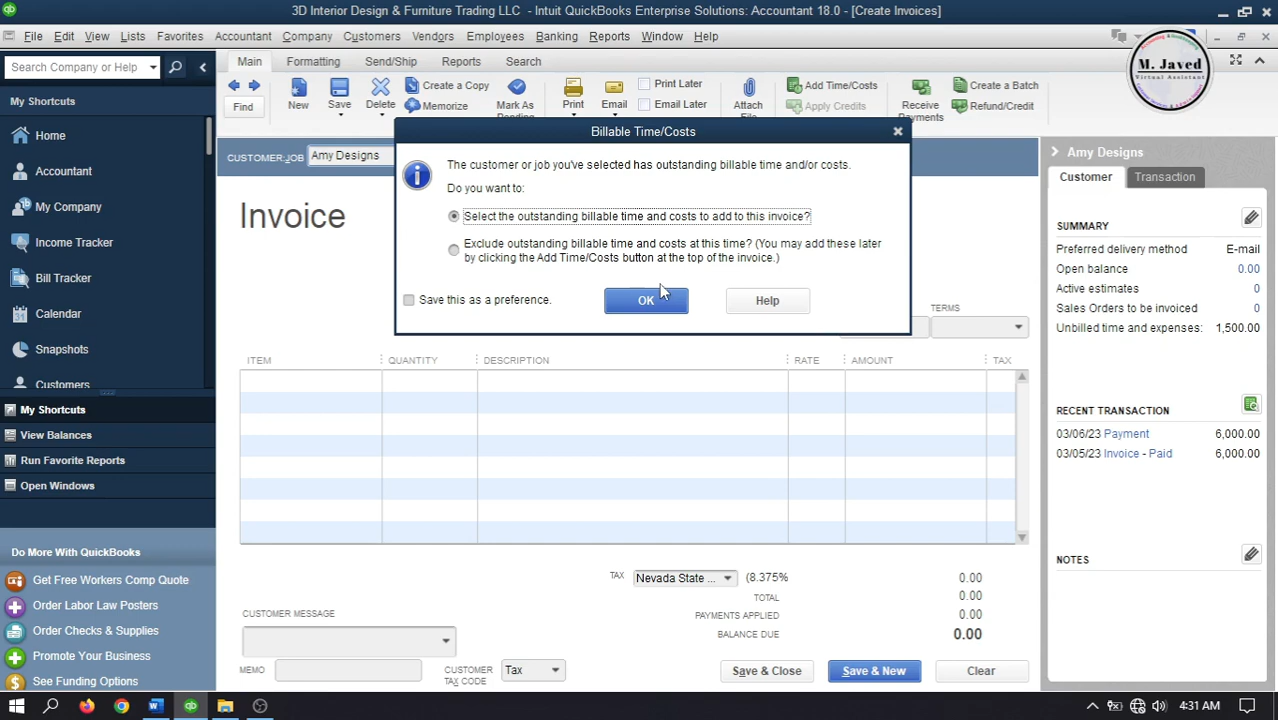 3D Interior Design & Furniture Trading LLC - Intuit QuickBooks Enterprise Solutions: Accountant 18.0 - [Create Invoices]
File Edit View Lists Favorites Accountant Company Customers Vendors Employees Banking Reports Window Help
Search Company or Help
My Shortcuts
Home
Accountant
My Company
Income Tracker
Bill Tracker
Calendar
Snapshots
Customers
My Shortcuts
View Balances
Run Favorite Reports
Open Windows
Do More With QuickBooks
Get Free Workers Comp Quote
Order Labor Law Posters
Order Checks & Supplies
Promote Your Business
See Funding Options
Main Formatting Send/Ship Reports Search
Find
New
Save
Delete
Create a Copy
Memorize
Mark As
Pending
Print
Email
Print Later
Email Later
Attach
File
Add Time/Costs
Apply Credits
Receive
Payments
Create a Batch
Refund/Credit
M. Javed
Virtual Assistant
CUSTOMER:JOB Amy Designs
Invoice
Billable Time/Costs
The customer or job you've selected has outstanding billable time and/or costs.
Do you want to:
Select the outstanding billable time and costs to add to this invoice?
Exclude outstanding billable time and costs at this time? (You may add these later
by clicking the Add Time/Costs button at the top of the invoice.)
Save this as a preference.
OK
Help
TERMS
ITEM QUANTITY DESCRIPTION RATE AMOUNT TAX
TAX Nevada State ... (8.375% 0.00
TOTAL 0.00
PAYMENTS APPLIED 0.00
BALANCE DUE 0.00
CUSTOMER MESSAGE
MEMO
CUSTOMER
TAX CODE
Tax
Save & Close
Save & New
Clear
Amy Designs
Customer Transaction
SUMMARY
Preferred delivery method E-mail
Open balance 0.00
Active estimates 0
Sales Orders to be invoiced 0
Unbilled time and expenses: 1,500.00
RECENT TRANSACTION
03/06/23 Payment 6,000.00
03/05/23 Invoice - Paid 6,000.00
NOTES
4:31 AM